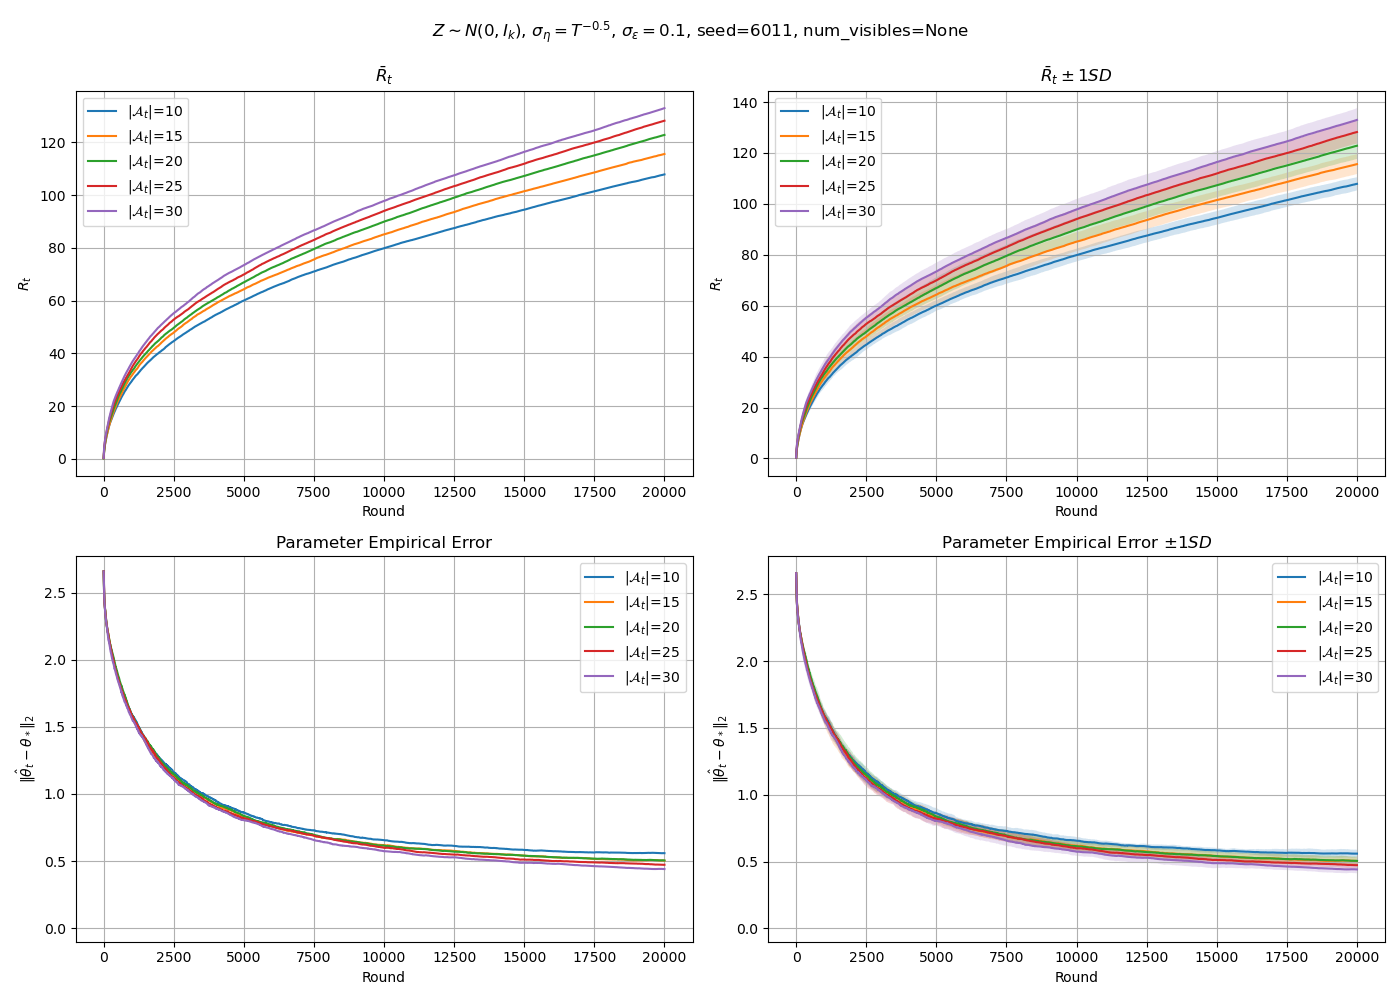 Z ~ N(0, I_k), σ_η = T^{−0.5}, σ_ε = 0.1, seed=6011, num_visibles=None
R̄_t
|𝒜_t|=10
|𝒜_t|=15
|𝒜_t|=20
|𝒜_t|=25
|𝒜_t|=30
R_t
120
100
80
60
40
20
0
0 2500 5000 7500 10000 12500 15000 17500 20000
Round
R̄_t ± 1SD
|𝒜_t|=10
|𝒜_t|=15
|𝒜_t|=20
|𝒜_t|=25
|𝒜_t|=30
R_t
140
120
100
80
60
40
20
0
0 2500 5000 7500 10000 12500 15000 17500 20000
Round
Parameter Empirical Error
|𝒜_t|=10
|𝒜_t|=15
|𝒜_t|=20
|𝒜_t|=25
|𝒜_t|=30
‖θ̂_t − θ_*‖_2
2.5
2.0
1.5
1.0
0.5
0.0
0 2500 5000 7500 10000 12500 15000 17500 20000
Round
Parameter Empirical Error ±1SD
|𝒜_t|=10
|𝒜_t|=15
|𝒜_t|=20
|𝒜_t|=25
|𝒜_t|=30
‖θ̂_t − θ_*‖_2
2.5
2.0
1.5
1.0
0.5
0.0
0 2500 5000 7500 10000 12500 15000 17500 20000
Round